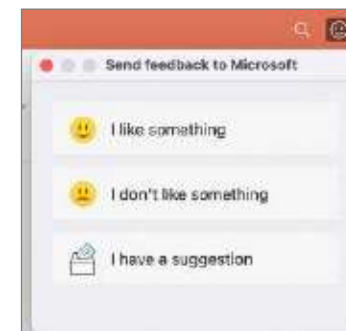 Send feedback to Microsoft
I like something
I don't like something
I have a suggestion